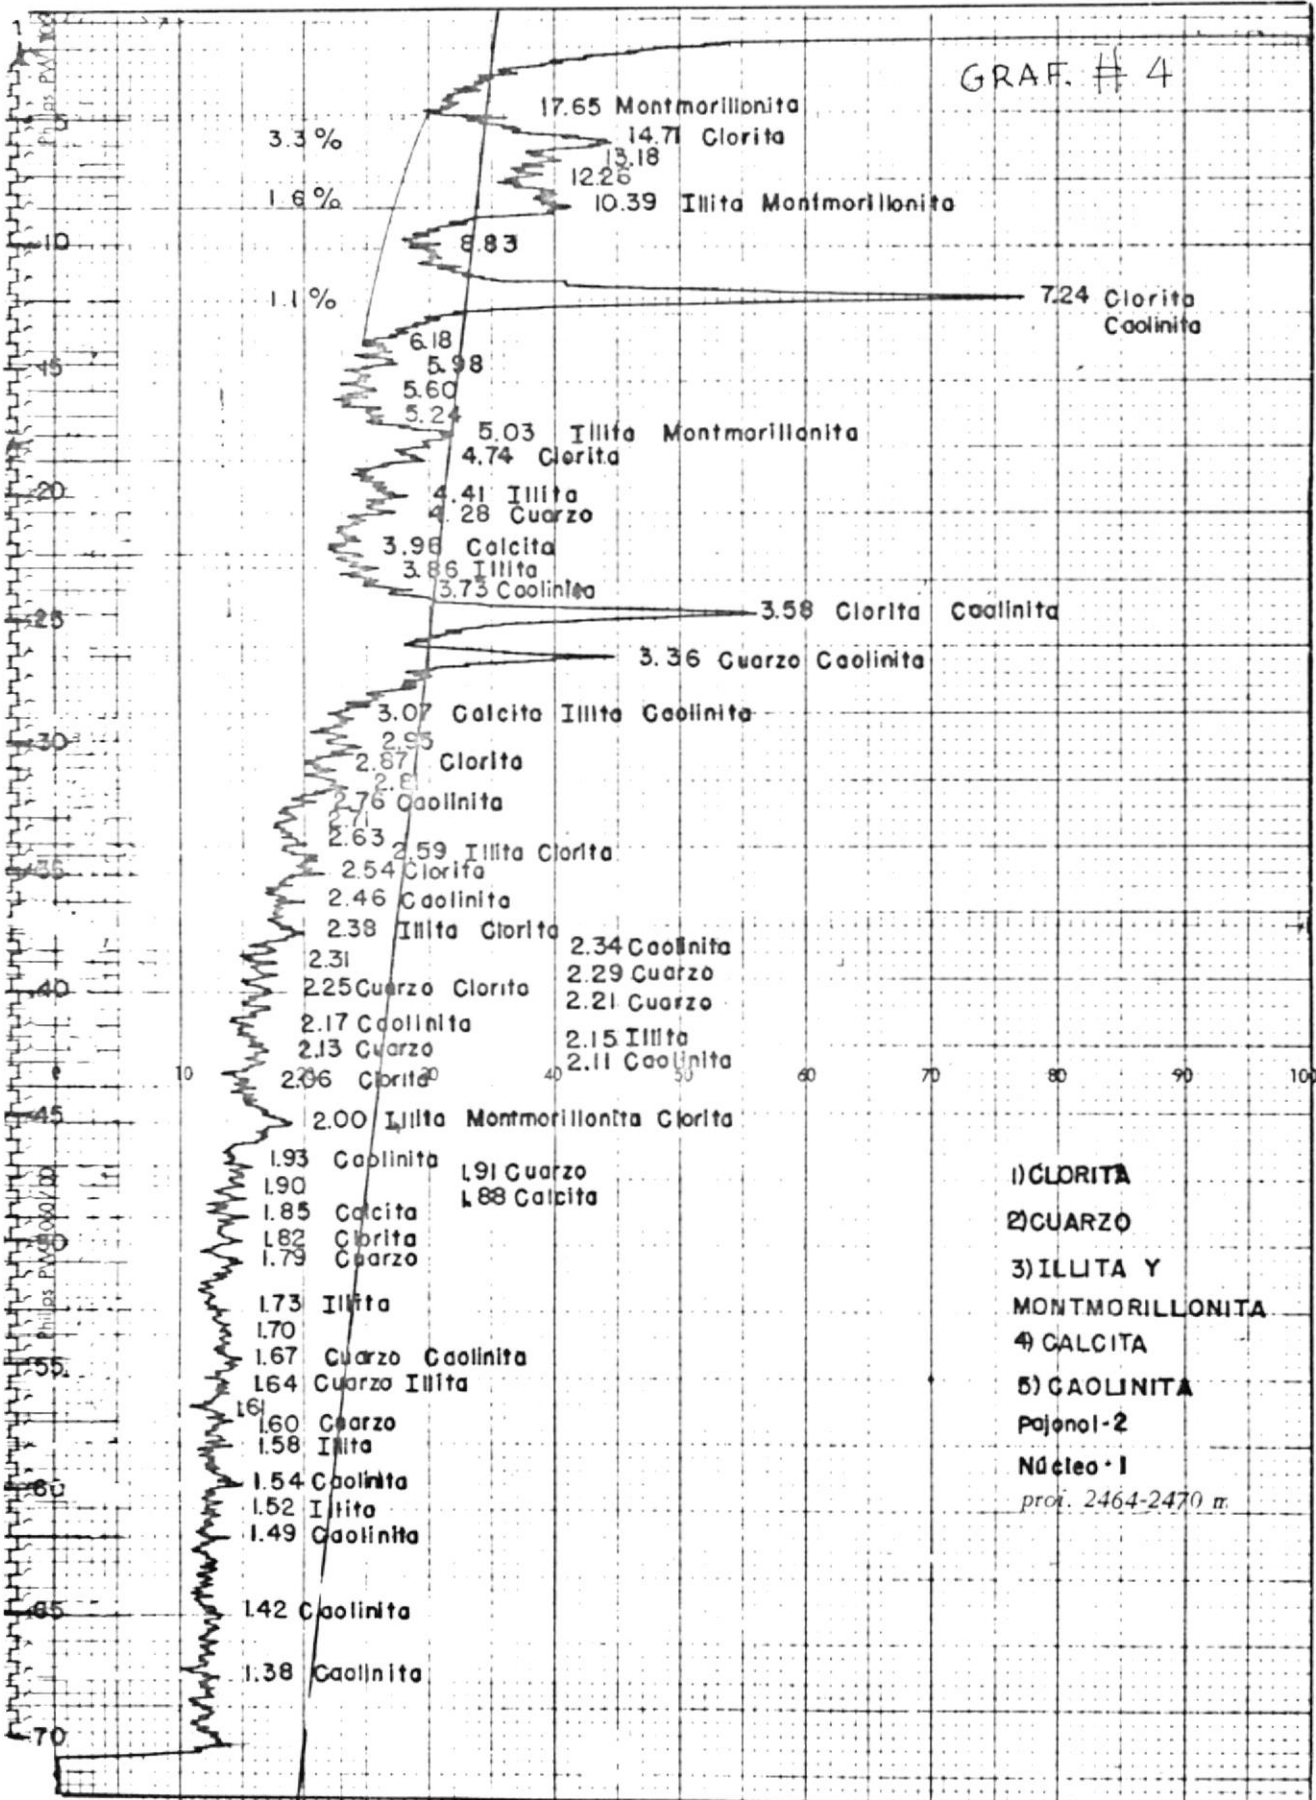 GRAF. # 4
17.65 Montmorillonita
3.3 %
14.71 Clorita
13.18
12.26
1.6 %
10.39 Illita Montmorillonita
10
8.83
1.1 %
7.24 Clorita
Caolinita
6.18
15
5.98
5.60
5.24
5.03 Illita Montmorillonita
4.74 Clorita
20
4.41 Illita
4.28 Cuarzo
3.96 Calcita
3.86 Illita
3.73 Caolinita
25
3.58 Clorita Caolinita
3.36 Cuarzo Caolinita
3.07 Calcita Illita Caolinita
30
2.95
2.87 Clorita
2.76 Caolinita
2.71
2.63
2.59 Illita Clorita
35
2.54 Clorita
2.46 Caolinita
2.38 Illita Clorita
2.34 Caolinita
2.31
2.29 Cuarzo
40
2.25 Cuarzo Clorita
2.21 Cuarzo
2.17 Caolinita
2.15 Illita
2.13 Cuarzo
2.11 Caolinita
0 10 20 30 40 50 60 70 80 90 100
2.06 Clorita
45
2.00 Illita Montmorillonita Clorita
1.93 Caolinita
1.91 Cuarzo
1.90
1.88 Calcita
1.85 Calcita
50
1.82 Clorita
1.79 Cuarzo
1.73 Illita
1.70
55
1.67 Cuarzo Caolinita
1.64 Cuarzo Illita
1.61
1.60 Cuarzo
1.58 Illita
60
1.54 Caolinita
1.52 Illita
1.49 Caolinita
65
1.42 Caolinita
1.38 Caolinita
70
1) CLORITA
2) CUARZO
3) ILLITA Y
MONTMORILLONITA
4) CALCITA
5) CAOLINITA
Pajonal-2
Núcleo-1
prof. 2464-2470 m